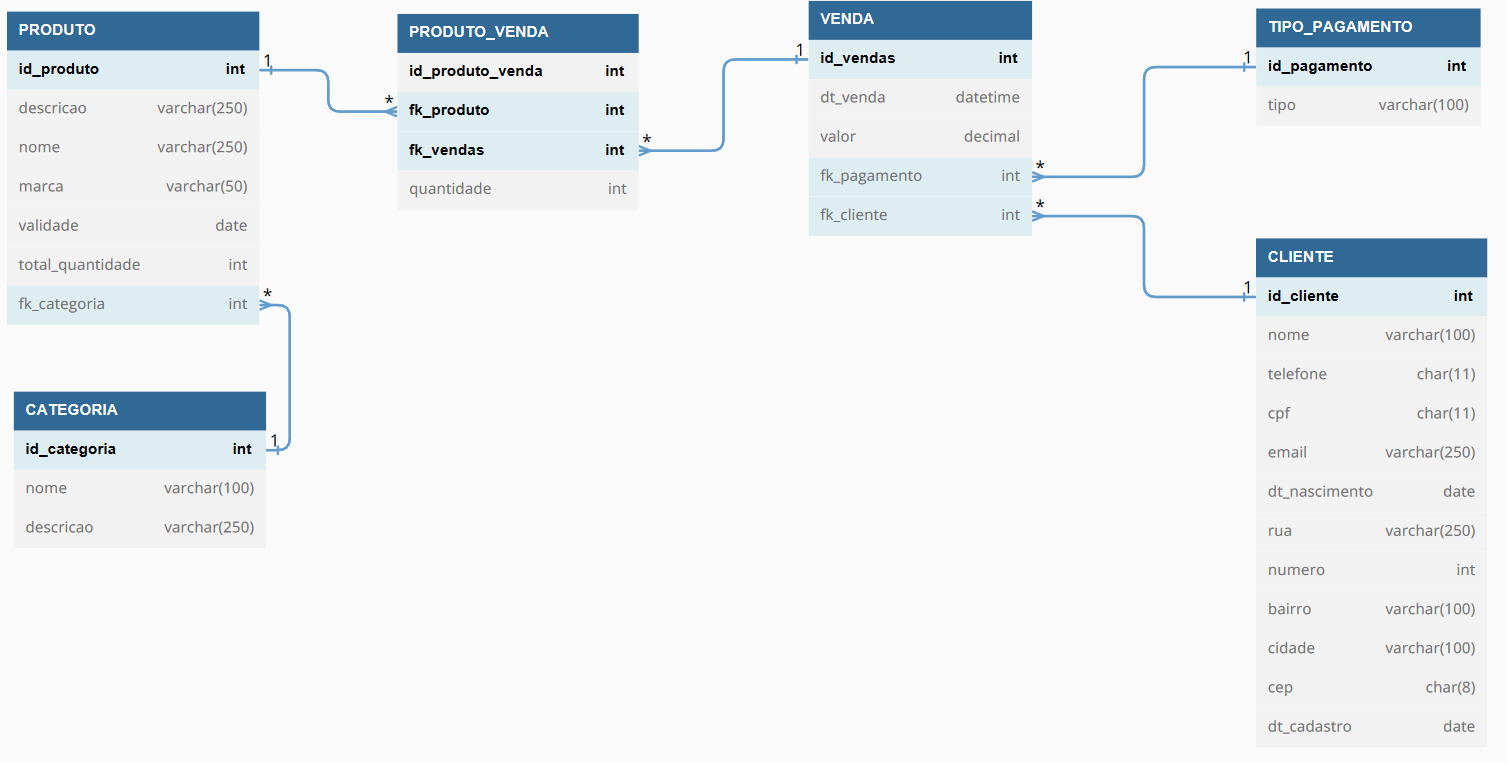 PRODUTO
id_produto int
descricao varchar(250)
nome varchar(250)
marca varchar(50)
validade date
total_quantidade int
fk_categoria int
1
*
CATEGORIA
id_categoria int
nome varchar(100)
descricao varchar(250)
1
PRODUTO_VENDA
id_produto_venda int
fk_produto int
fk_vendas int
quantidade int
*
*
VENDA
id_vendas int
dt_venda datetime
valor decimal
fk_pagamento int
fk_cliente int
1
*
*
TIPO_PAGAMENTO
id_pagamento int
tipo varchar(100)
1
CLIENTE
id_cliente int
nome varchar(100)
telefone char(11)
cpf char(11)
email varchar(250)
dt_nascimento date
rua varchar(250)
numero int
bairro varchar(100)
cidade varchar(100)
cep char(8)
dt_cadastro date
1